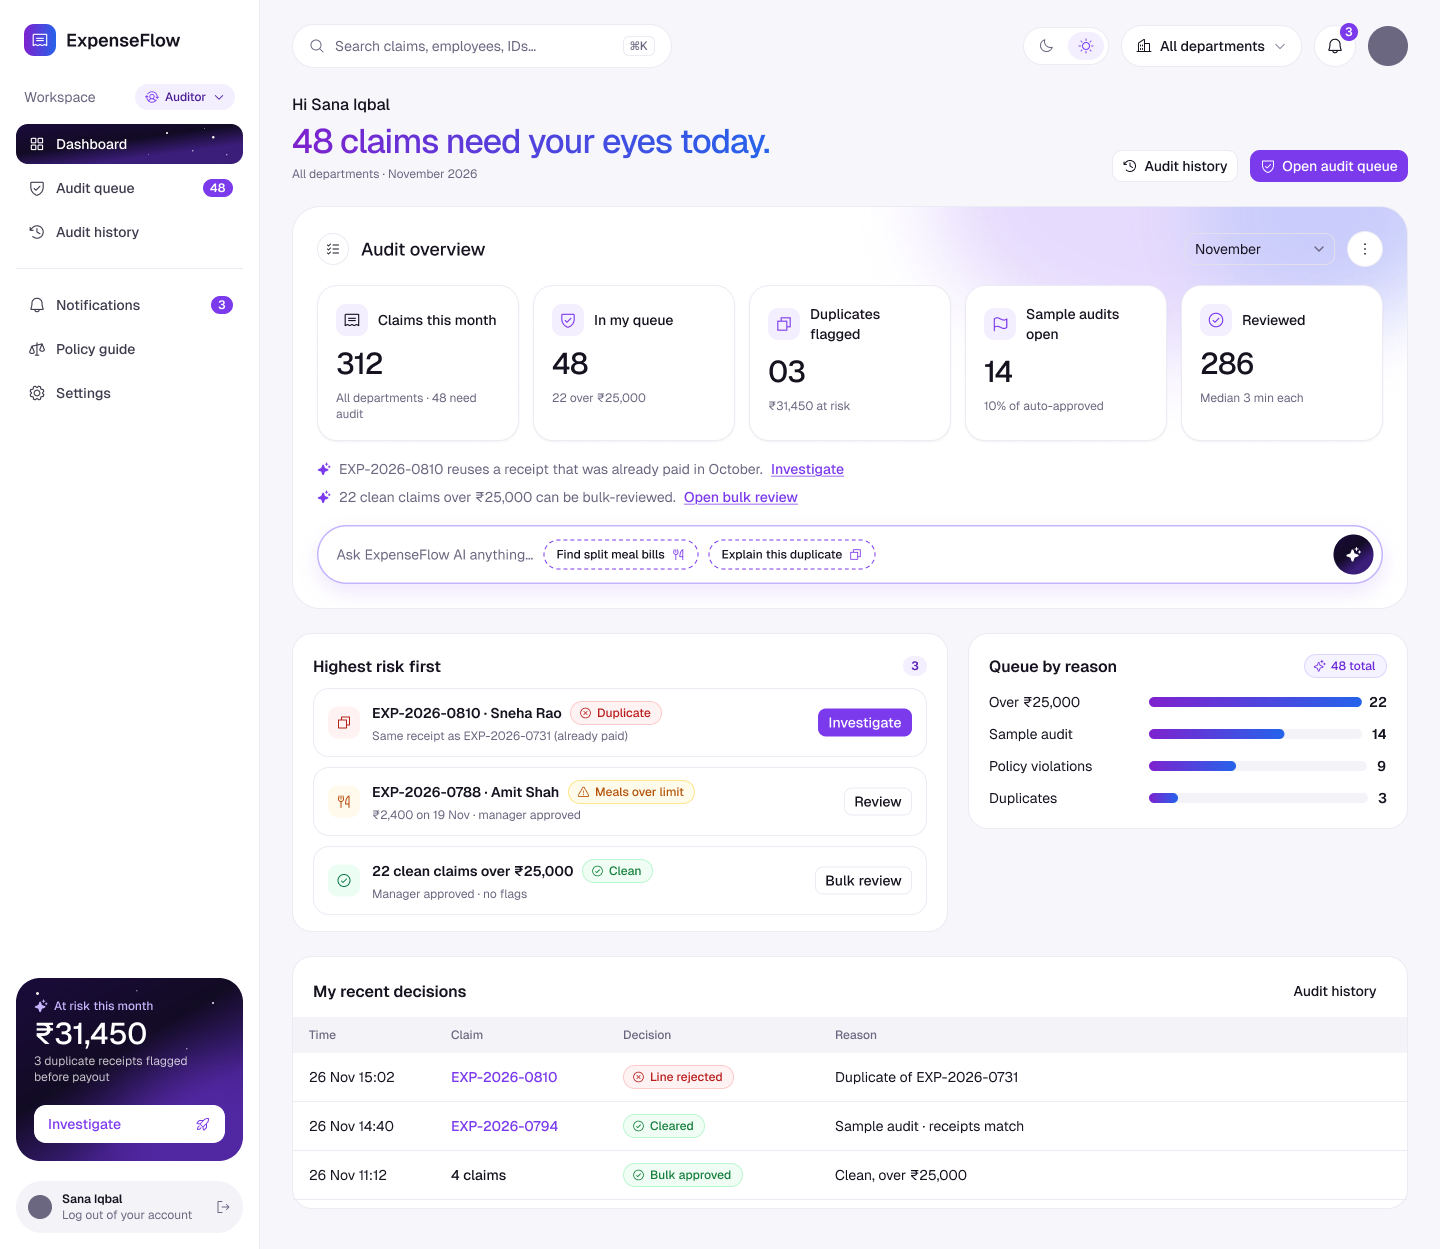 ExpenseFlow
Workspace
Auditor
Dashboard
Audit queue 48
Audit history
Notifications 3
Policy guide
Settings
At risk this month
₹31,450
3 duplicate receipts flagged
before payout
Investigate
Sana Iqbal
Log out of your account
Search claims, employees, IDs... ⌘K
All departments
3
Hi Sana Iqbal
48 claims need your eyes today.
All departments · November 2026
Audit history
Open audit queue
Audit overview
November
Claims this month
312
All departments · 48 need
audit
In my queue
48
22 over ₹25,000
Duplicates
flagged
03
₹31,450 at risk
Sample audits
open
14
10% of auto-approved
Reviewed
286
Median 3 min each
EXP-2026-0810 reuses a receipt that was already paid in October. Investigate
22 clean claims over ₹25,000 can be bulk-reviewed. Open bulk review
Ask ExpenseFlow AI anything... Find split meal bills Explain this duplicate
Highest risk first 3
EXP-2026-0810 · Sneha Rao Duplicate
Same receipt as EXP-2026-0731 (already paid)
Investigate
EXP-2026-0788 · Amit Shah Meals over limit
₹2,400 on 19 Nov · manager approved
Review
22 clean claims over ₹25,000 Clean
Manager approved · no flags
Bulk review
Queue by reason 48 total
Over ₹25,000 22
Sample audit 14
Policy violations 9
Duplicates 3
My recent decisions Audit history
Time Claim Decision Reason
26 Nov 15:02 EXP-2026-0810 Line rejected Duplicate of EXP-2026-0731
26 Nov 14:40 EXP-2026-0794 Cleared Sample audit · receipts match
26 Nov 11:12 4 claims Bulk approved Clean, over ₹25,000